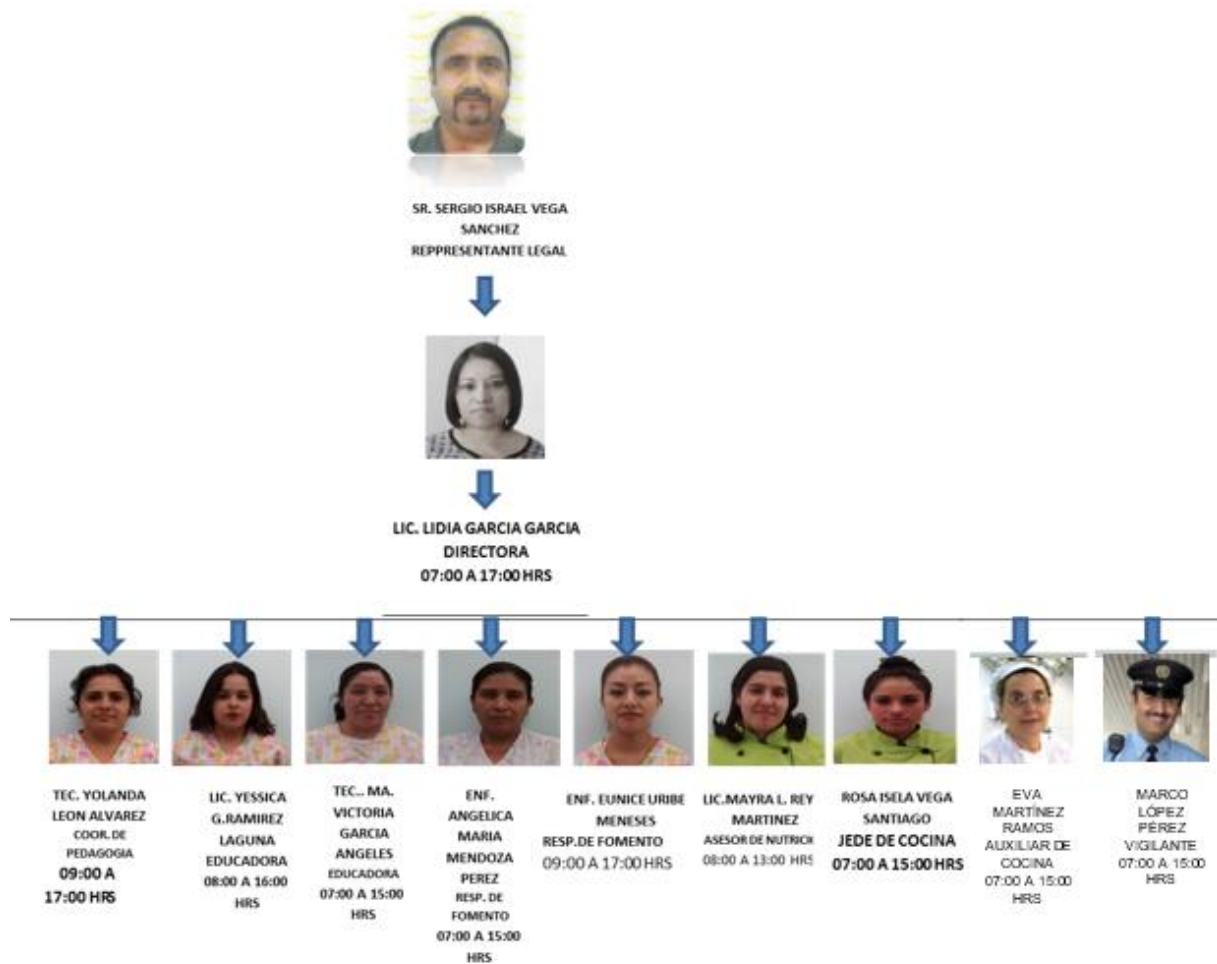 SR. SERGIO ISRAEL VEGA
SANCHEZ
REPPRESENTANTE LEGAL
LIC. LIDIA GARCIA GARCIA
DIRECTORA
07:00 A 17:00 HRS
TEC. YOLANDA
LEON ALVAREZ
COOR. DE
PEDAGOGIA
09:00 A
17:00 HRS
LIC. YESSICA
G.RAMIREZ
LAGUNA
EDUCADORA
08:00 A 16:00
HRS
TEC.. MA.
VICTORIA
GARCIA
ANGELES
EDUCADORA
07:00 A 15:00
HRS
ENF.
ANGELICA
MARIA
MENDOZA
PEREZ
RESP. DE
FOMENTO
07:00 A 15:00
HRS
ENF. EUNICE URIBE
MENESES
RESP.DE FOMENTO
09:00 A 17:00 HRS
LIC.MAYRA L. REY
MARTINEZ
ASESOR DE NUTRICI
08:00 A 13:00 HRS
ROSA ISELA VEGA
SANTIAGO
JEDE DE COCINA
07:00 A 15:00 HRS
EVA
MARTÍNEZ
RAMOS
AUXILIAR DE
COCINA
07:00 A 15:00
HRS
MARCO
LÓPEZ
PÉREZ
VIGILANTE
07:00 A 15:00
HRS